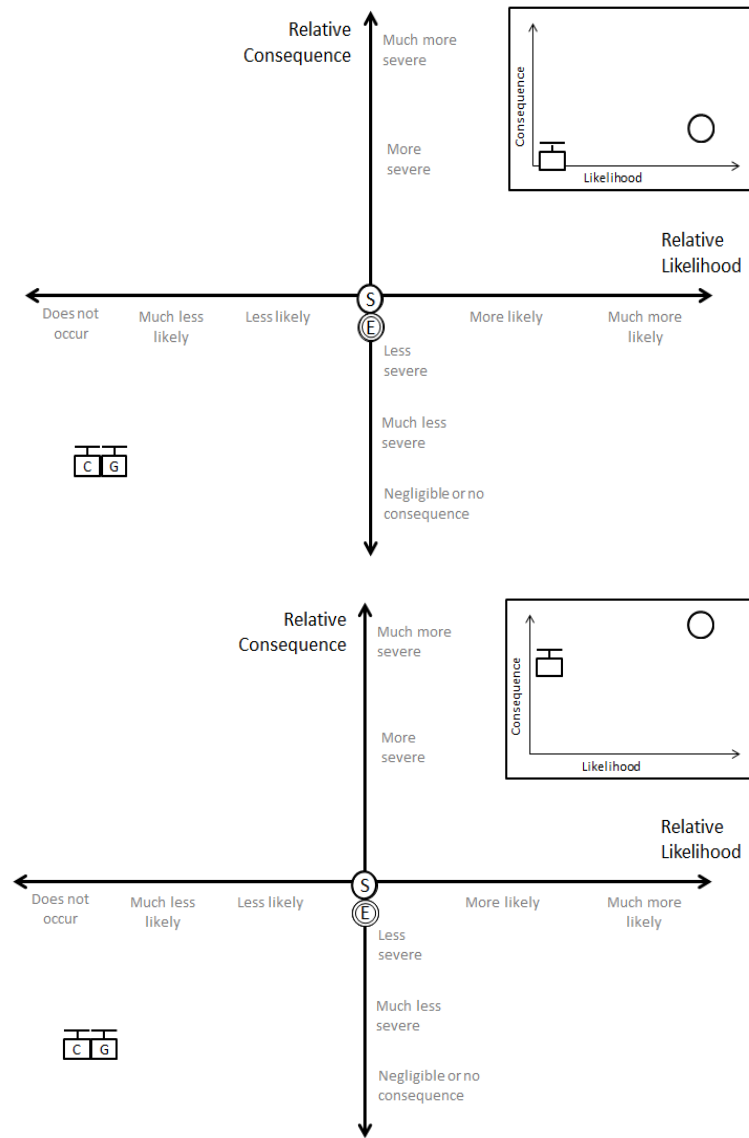 Relative
Consequence
Much more
severe
More
severe
Consequence
Likelihood
Relative
Likelihood
S
E
Does not
occur
Much less
likely
Less likely
More likely
Much more
likely
Less
severe
Much less
severe
Negligible or no
consequence
C G
Relative
Consequence
Much more
severe
More
severe
Consequence
Likelihood
Relative
Likelihood
S
E
Does not
occur
Much less
likely
Less likely
More likely
Much more
likely
Less
severe
Much less
severe
Negligible or no
consequence
C G